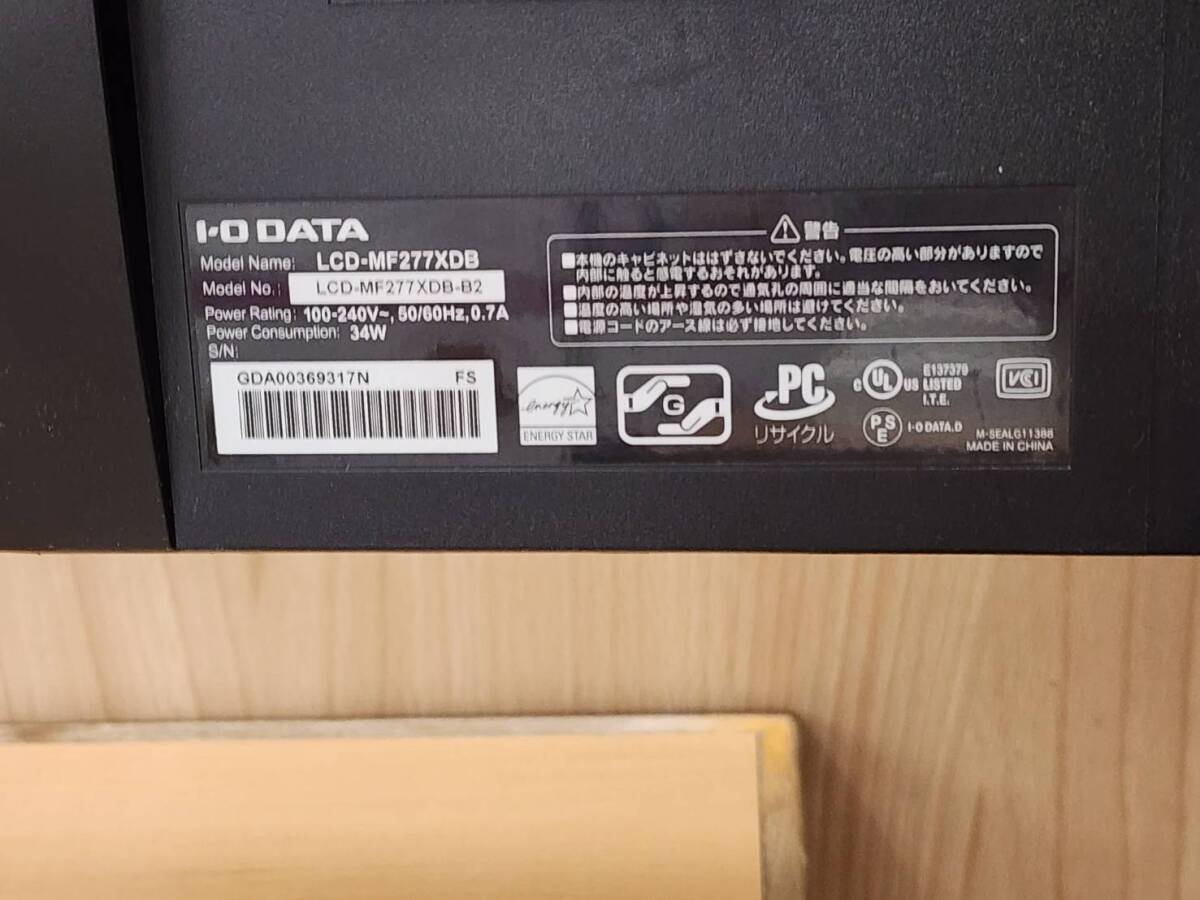 I-O DATA
Model Name: LCD-MF277XDB
Model No.: LCD-MF277XDB-B2
Power Rating: 100-240V~, 50/60Hz, 0.7A
Power Consumption: 34W
S/N:
GDA00369317N FS
警告
■本機のキャビネットははずさないでください。電圧の高い部分がありますので
内部に触ると感電するおそれがあります。
■内部の温度が上昇するので通気孔の周囲に適当な間隔をおいてください。
■温度の高い場所や湿気の多い場所は避けてください。
■電源コードのアース線は必ず接地してください。
energy
ENERGY STAR
G
PC
リサイクル
c UL US LISTED
E137379
I.T.E.
VCCI
PSE
I-O DATA.D
M-SEALG11388
MADE IN CHINA